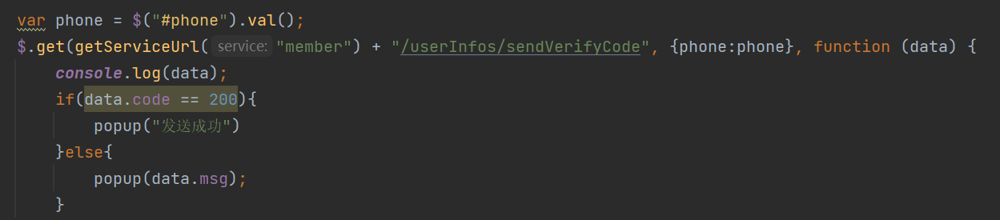 var phone = $("#phone").val();
$.get(getServiceUrl( service: "member") + "/userInfos/sendVerifyCode", {phone:phone}, function (data) {
console.log(data);
if(data.code == 200){
popup("发送成功")
}else{
popup(data.msg);
}